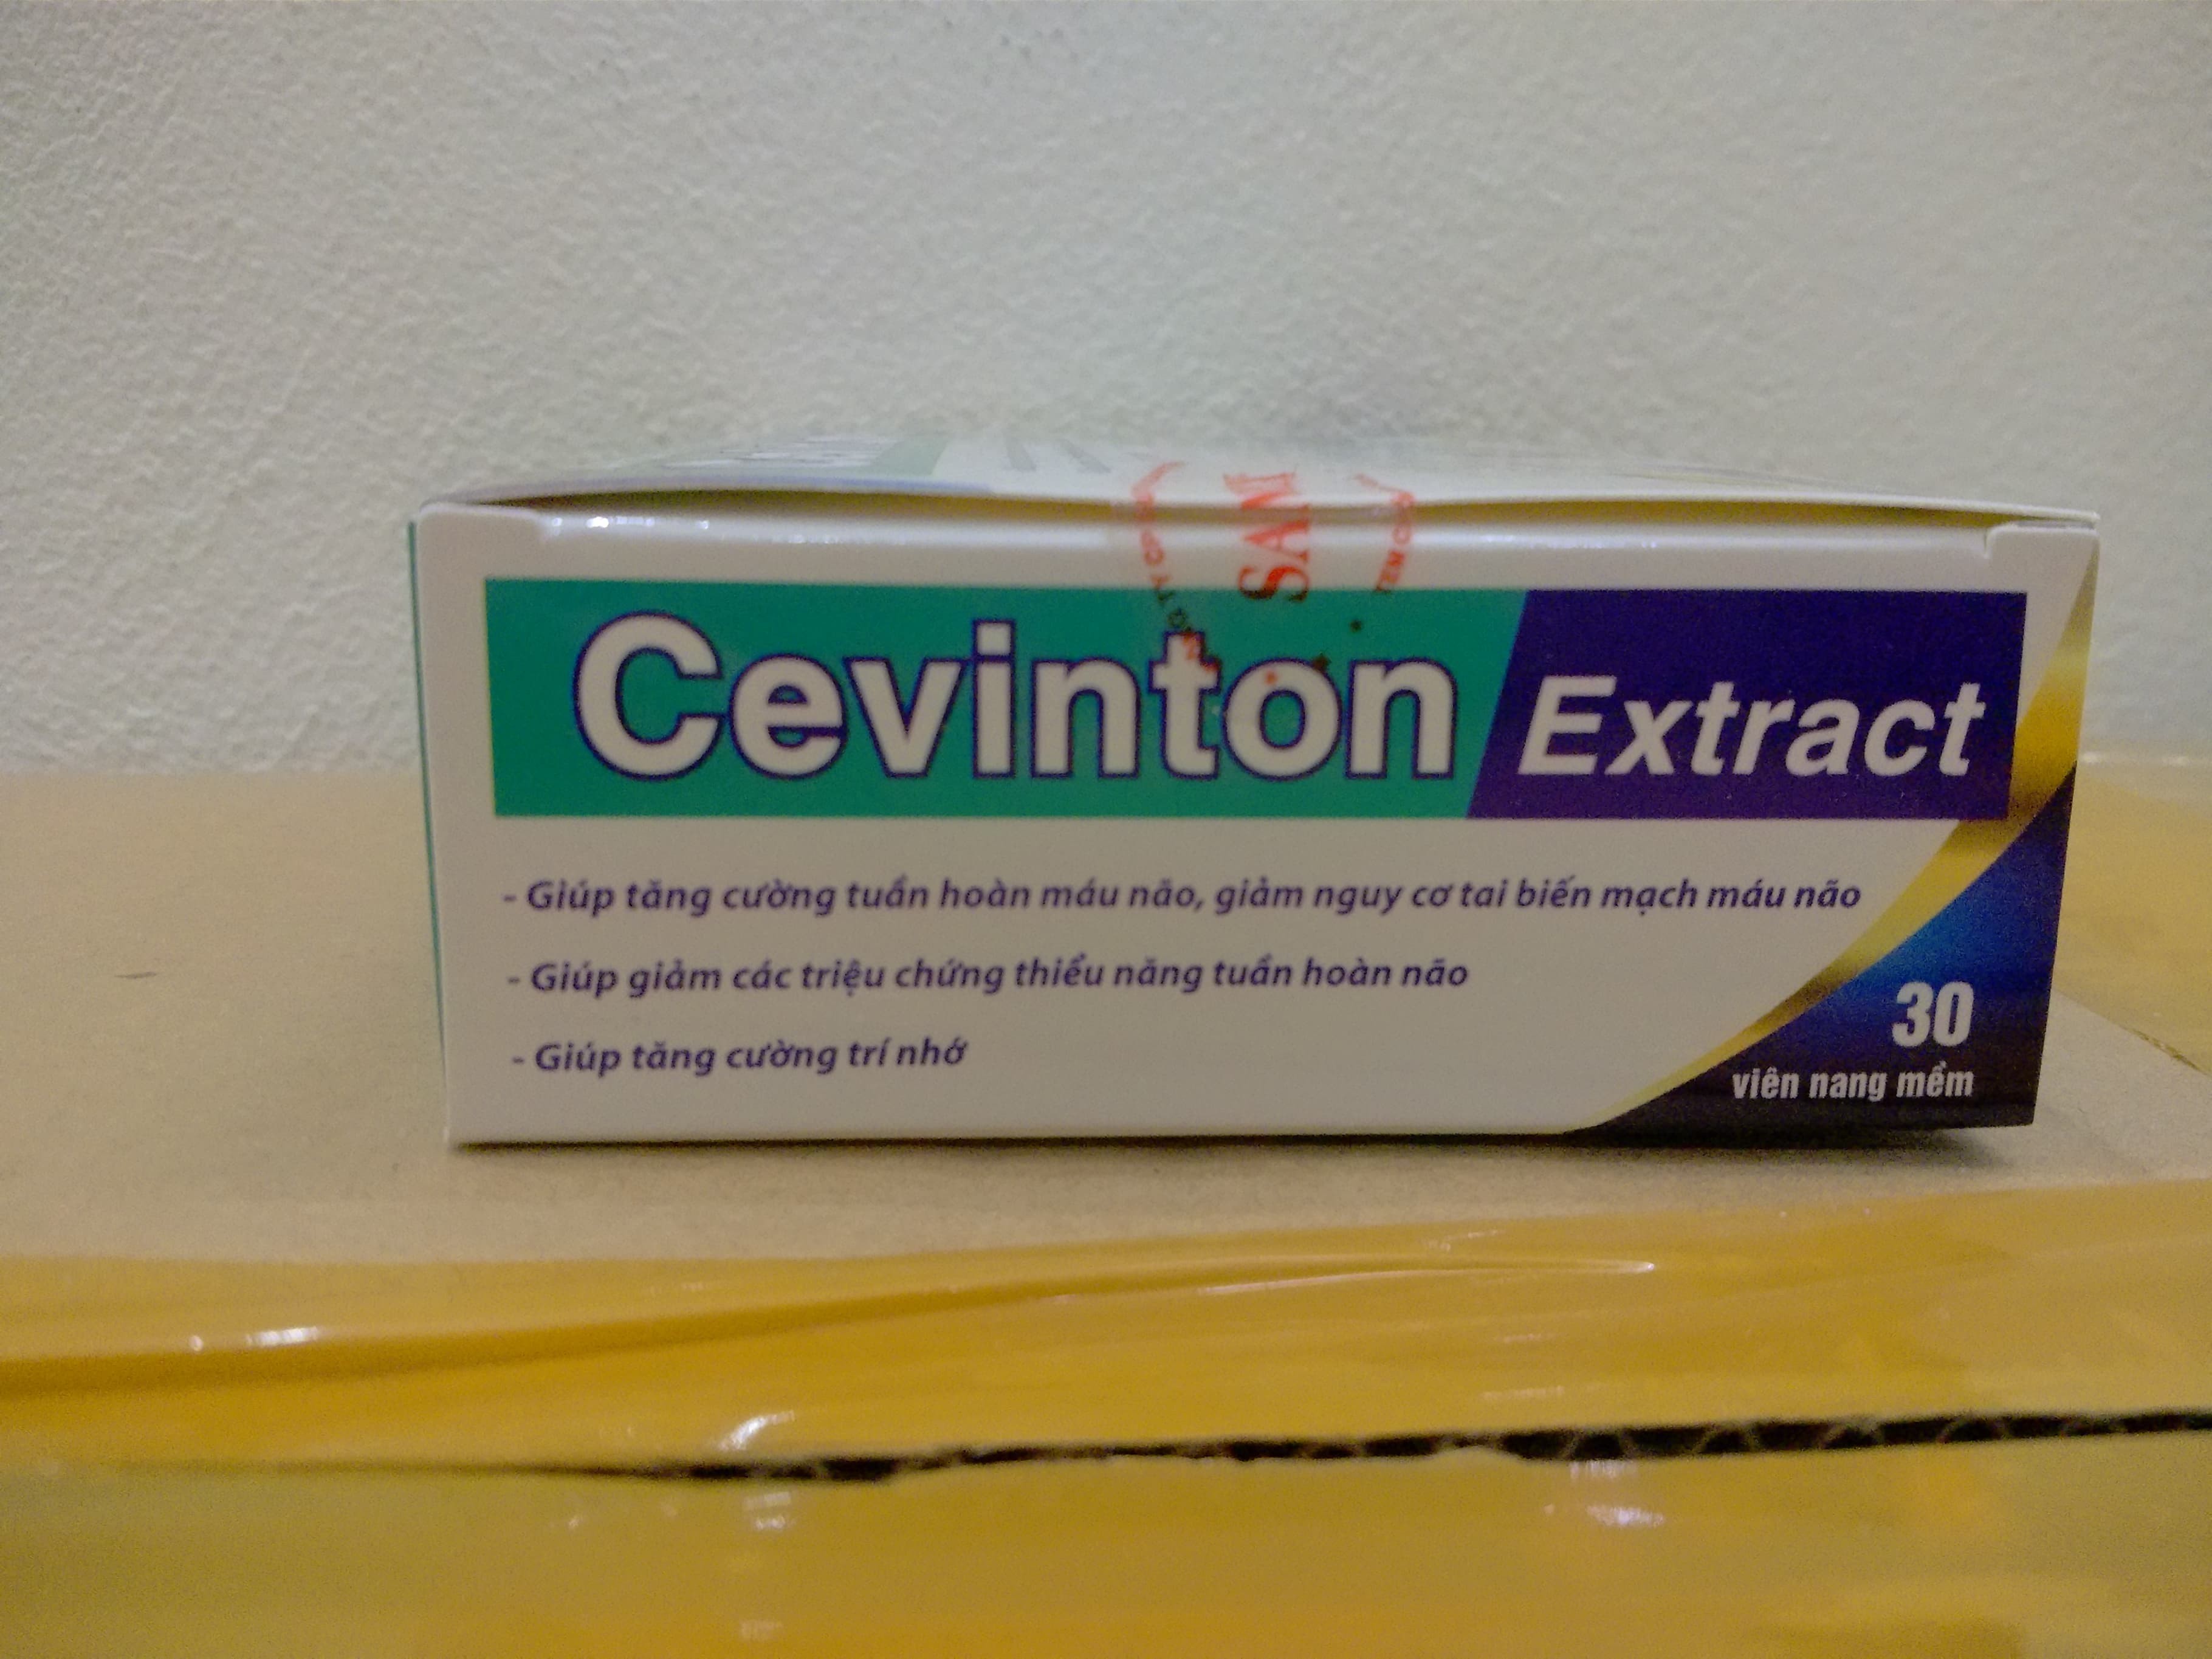 Cevinton Extract
- Giúp tăng cường tuần hoàn máu não, giảm nguy cơ tai biến mạch máu não
- Giúp giảm các triệu chứng thiểu năng tuần hoàn não
- Giúp tăng cường trí nhớ
30
viên nang mềm